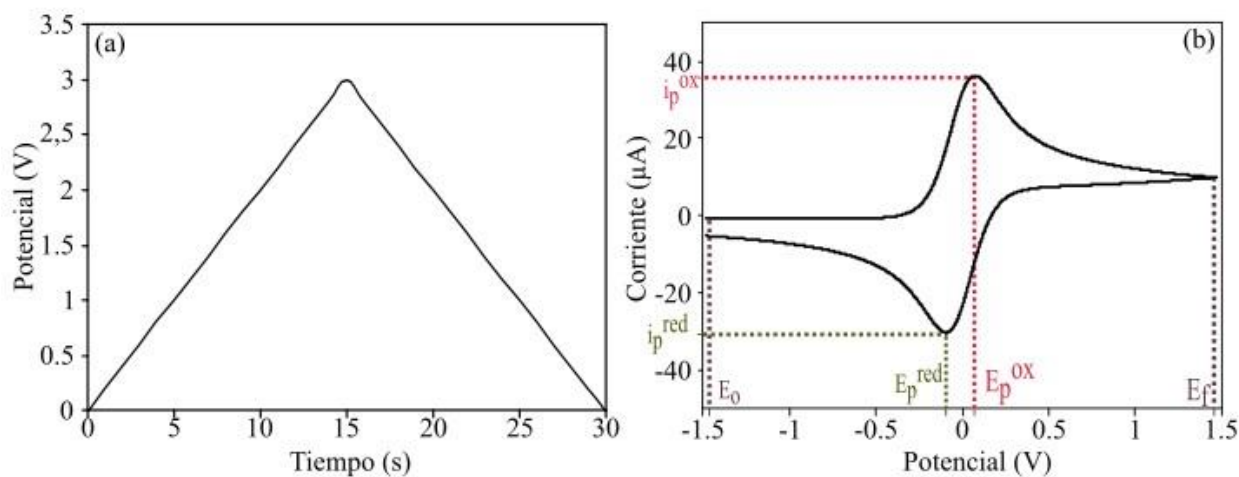 (a)
3.5
3
2,5
2
1.5
1
0.5
0
Potencial (V)
0 5 10 15 20 25 30
Tiempo (s)
(b)
40
20
0
-20
-40
Corriente (µA)
ip^ox
ip^red
Eo
Ep^red
Ep^ox
Ef
-1.5 -1 -0.5 0 0.5 1 1.5
Potencial (V)